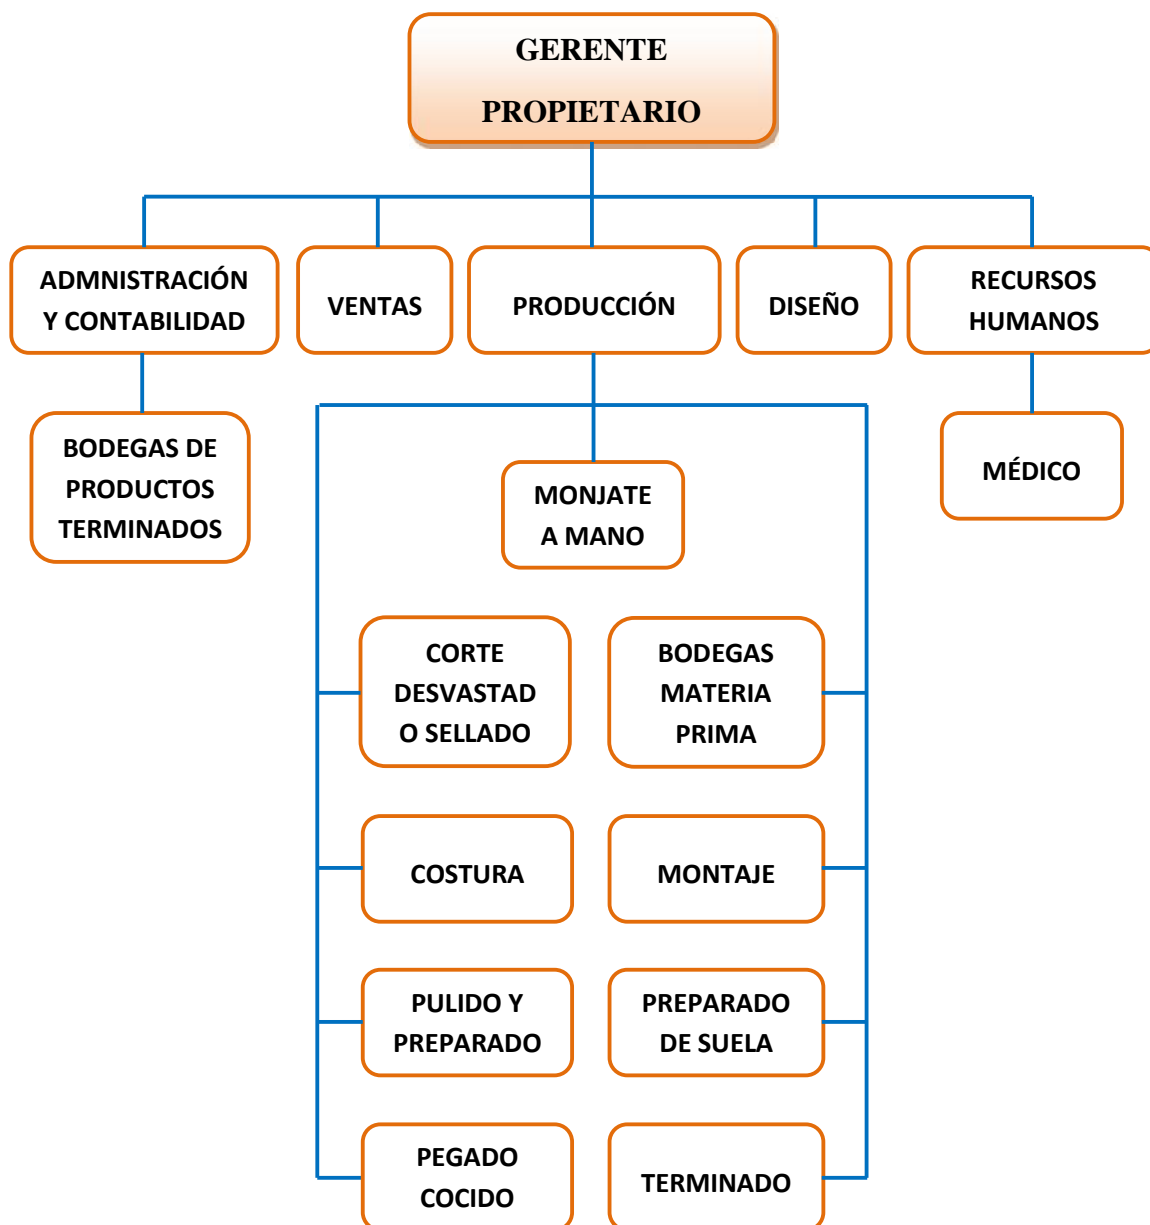 GERENTE
PROPIETARIO
ADMNISTRACIÓN
Y CONTABILIDAD
VENTAS
PRODUCCIÓN
DISEÑO
RECURSOS
HUMANOS
BODEGAS DE
PRODUCTOS
TERMINADOS
MONJATE
A MANO
MÉDICO
CORTE
DESVASTAD
O SELLADO
BODEGAS
MATERIA
PRIMA
COSTURA
MONTAJE
PULIDO Y
PREPARADO
PREPARADO
DE SUELA
PEGADO
COCIDO
TERMINADO